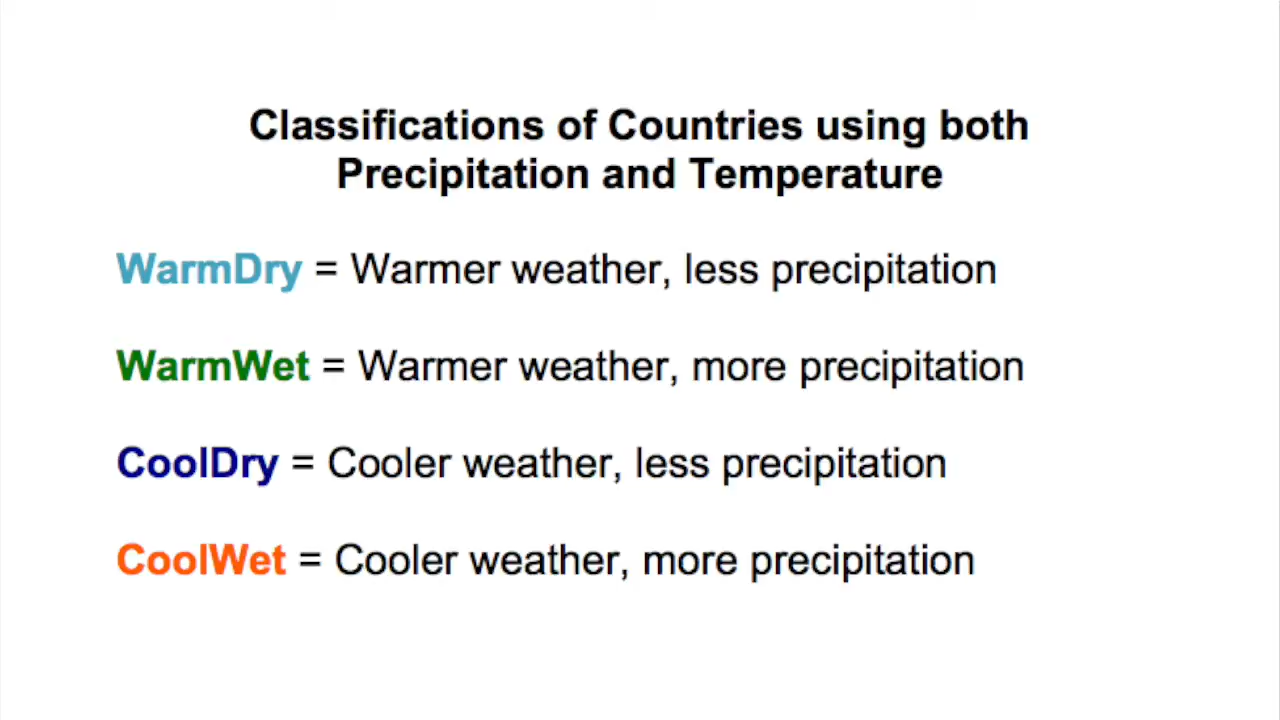 Classifications of Countries using both
Precipitation and Temperature
WarmDry = Warmer weather, less precipitation
WarmWet = Warmer weather, more precipitation
CoolDry = Cooler weather, less precipitation
CoolWet = Cooler weather, more precipitation